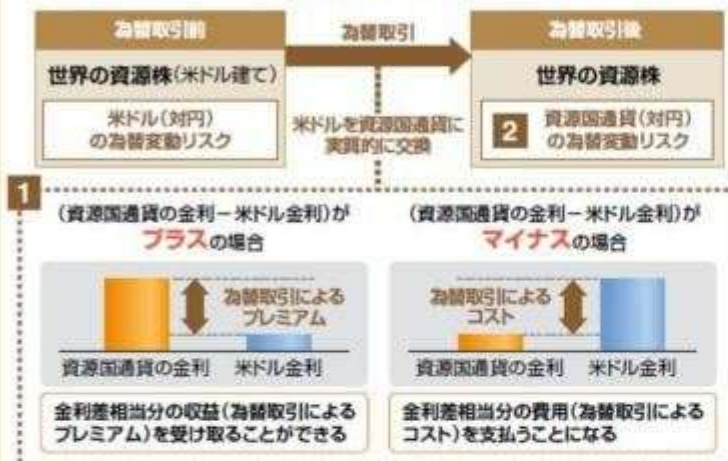 為替取引前
為替取引
為替取引後
世界の資源株(米ドル建て)
世界の資源株
米ドル(対円)
の為替変動リスク
米ドルを資源国通貨に
実質的に交換
2
資源国通貨(対円)
の為替変動リスク
1
(資源国通貨の金利－米ドル金利)が
プラスの場合
(資源国通貨の金利－米ドル金利)が
マイナスの場合
為替取引による
プレミアム
為替取引による
コスト
資源国通貨の金利
米ドル金利
資源国通貨の金利
米ドル金利
金利差相当分の収益(為替取引による
プレミアム)を受け取ることができる
金利差相当分の費用(為替取引による
コスト)を支払うことになる